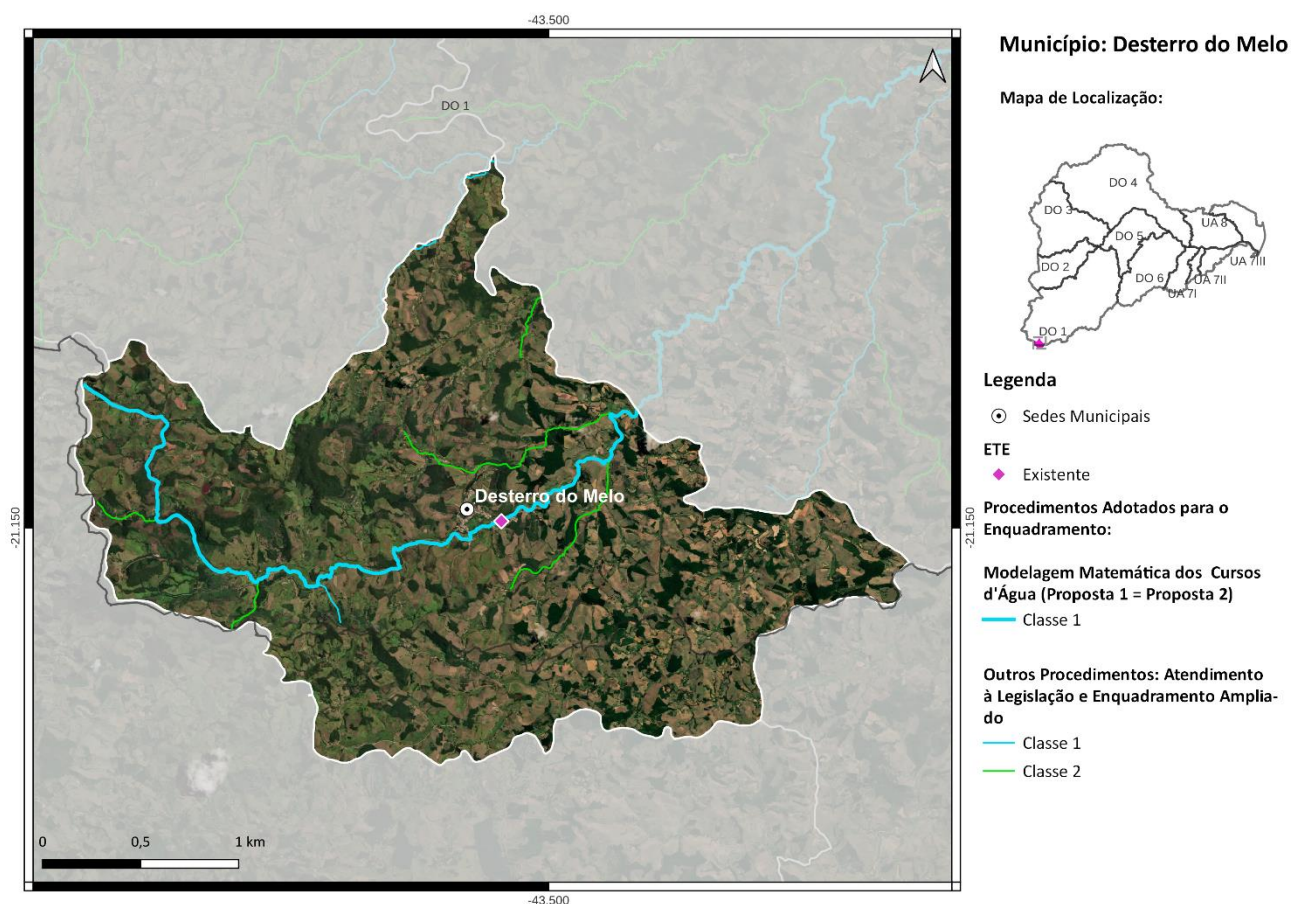 -43.500
DO 1
Desterro do Melo
-21.150
-21.150
0 0,5 1 km
-43.500
Município: Desterro do Melo
Mapa de Localização:
DO 4
DO 3
UA 8
DO 5
DO 2
UA 7III
DO 6
UA 7II
UA 7I
DO 1
Legenda
Sedes Municipais
ETE
Existente
Procedimentos Adotados para o
Enquadramento:
Modelagem Matemática dos Cursos
d'Água (Proposta 1 = Proposta 2)
Classe 1
Outros Procedimentos: Atendimento
à Legislação e Enquadramento Amplia-
do
Classe 1
Classe 2